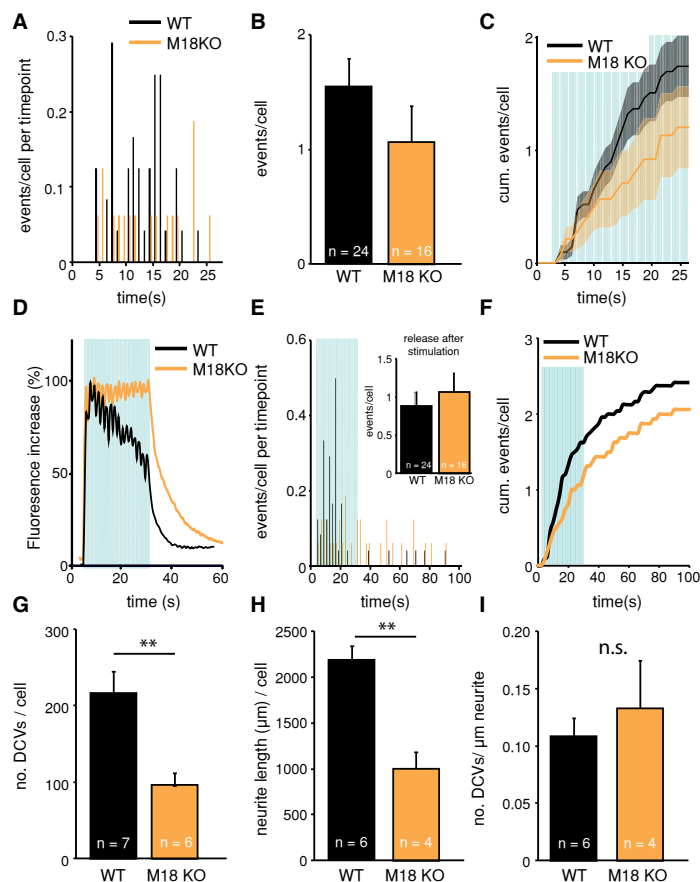 A
WT
M18KO
events/cell per timepoint
0.3
0.2
0.1
0
0 5 10 15 20 25
time(s)
B
events/cell
2
1
0
n = 24
n = 16
WT M18 KO
C
WT
M18 KO
cum. events/cell
2
1
0
0 5 10 15 20 25
time(s)
D
WT
M18KO
Fluoresence increase (%)
100
50
0
0 20 40 60
time (s)
E
events/cell per timepoint
0.6
0.4
0.2
0
0 20 40 60 80 100
time(s)
release after
stimulation
events/cell
1.5
1
0.5
0
n = 24
n = 16
WT M18 KO
F
WT
M18KO
cum. events/cell
3
2
1
0
0 20 40 60 80 100
time(s)
G
no. DCVs / cell
300
200
100
0
**
n = 7
n = 6
WT M18 KO
H
neurite length (µm) / cell
2500
2000
1500
1000
500
0
**
n = 6
n = 4
WT M18 KO
I
no. DCVs/ µm neurite
0.20
0.15
0.10
0.05
0
n.s.
n = 6
n = 4
WT M18 KO